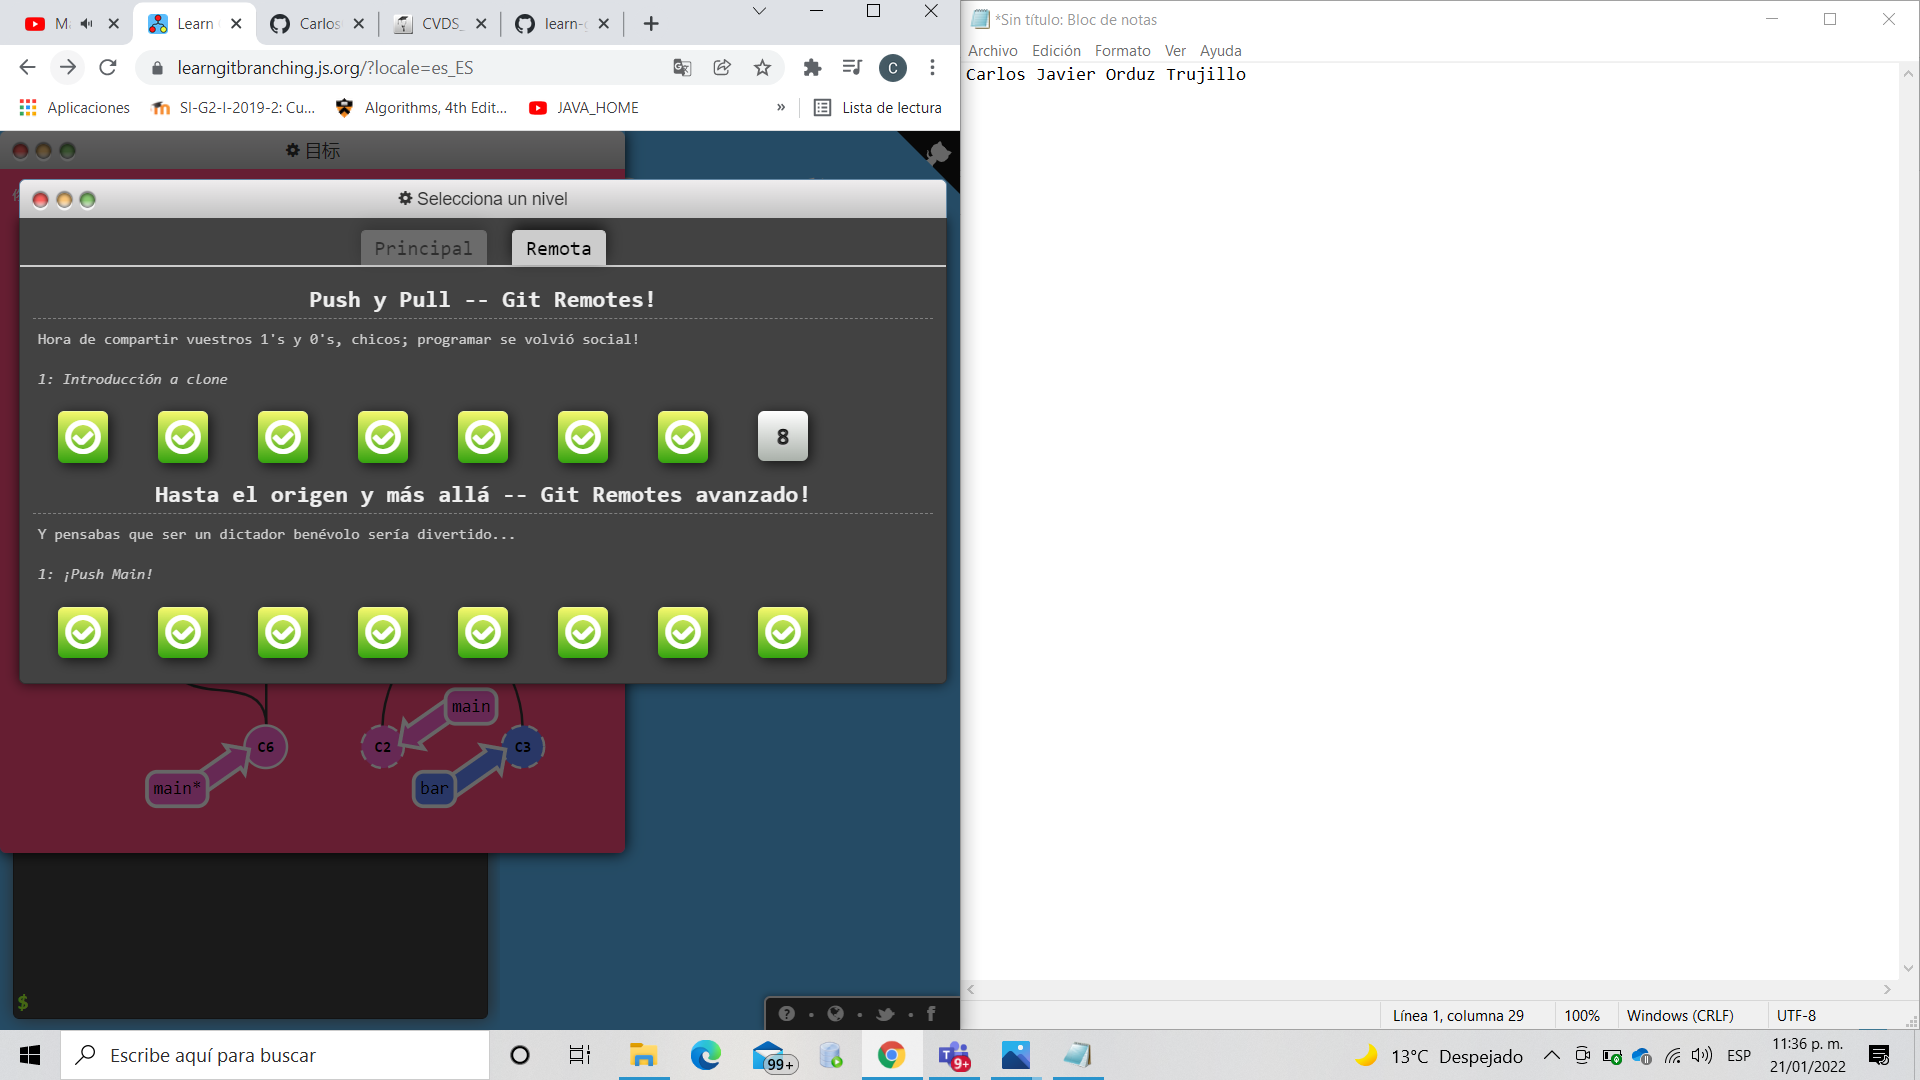 M
Learn
Carlos
CVDS_
learn-
learngitbranching.js.org/?locale=es_ES
C
Aplicaciones
SI-G2-I-2019-2: Cu...
Algorithms, 4th Edit...
JAVA_HOME
»
Lista de lectura
目标
Selecciona un nivel
Principal
Remota
Push y Pull -- Git Remotes!
Hora de compartir vuestros 1's y 0's, chicos; programar se volvió social!
1: Introducción a clone
8
Hasta el origen y más allá -- Git Remotes avanzado!
Y pensabas que ser un dictador benévolo sería divertido...
1: ¡Push Main!
main
C6
C2
C3
main*
bar
$
*Sin título: Bloc de notas
Archivo Edición Formato Ver Ayuda
Carlos Javier Orduz Trujillo
Línea 1, columna 29
100%
Windows (CRLF)
UTF-8
Escribe aquí para buscar
99+
9+
13°C Despejado
ESP
11:36 p. m.
21/01/2022